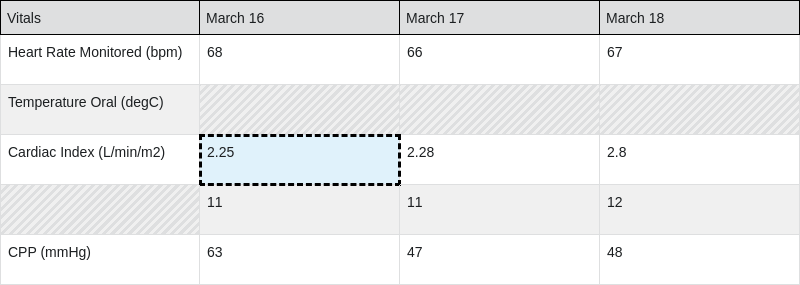 Vitals March 16 March 17 March 18
Heart Rate Monitored (bpm) 68 66 67
Temperature Oral (degC)
Cardiac Index (L/min/m2) 2.25 2.28 2.8
11 11 12
CPP (mmHg) 63 47 48